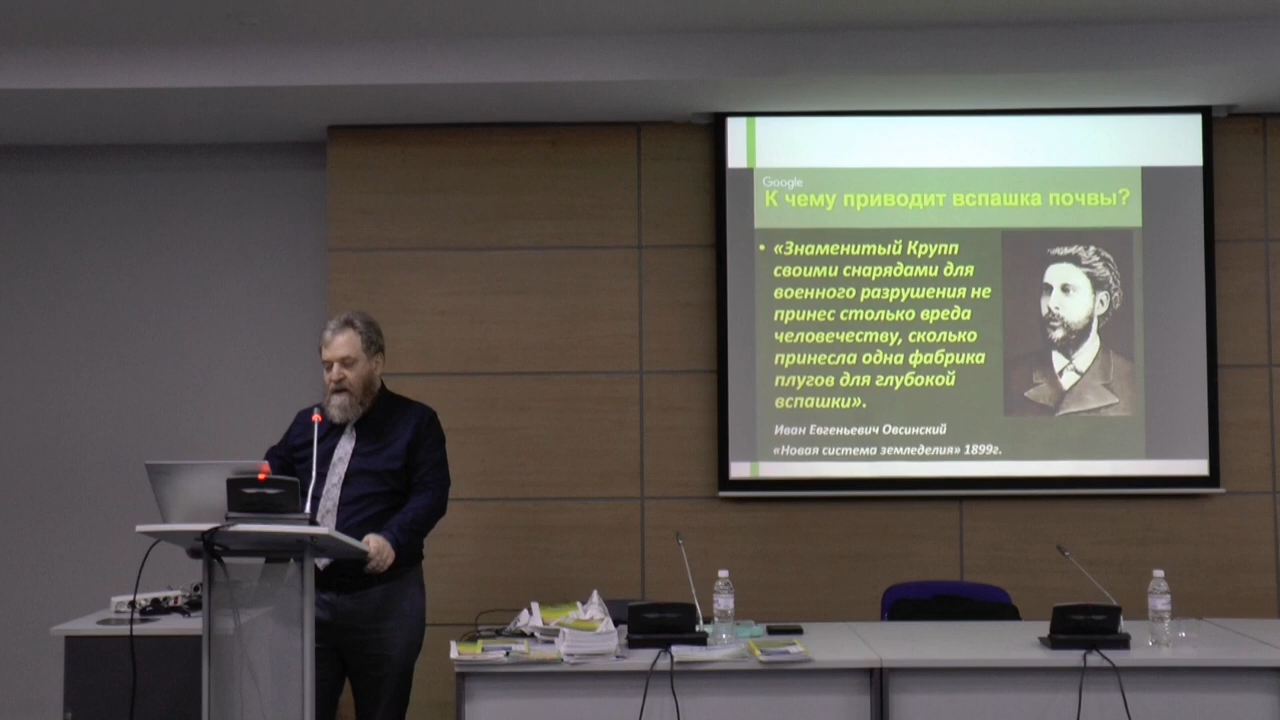 Google
К чему приводит вспашка почвы?
• «Знаменитый Крупп
своими снарядами для
военного разрушения не
принес столько вреда
человечеству, сколько
принесла одна фабрика
плугов для глубокой
вспашки».
Иван Евгеньевич Овсинский
«Новая система земледелия» 1899г.